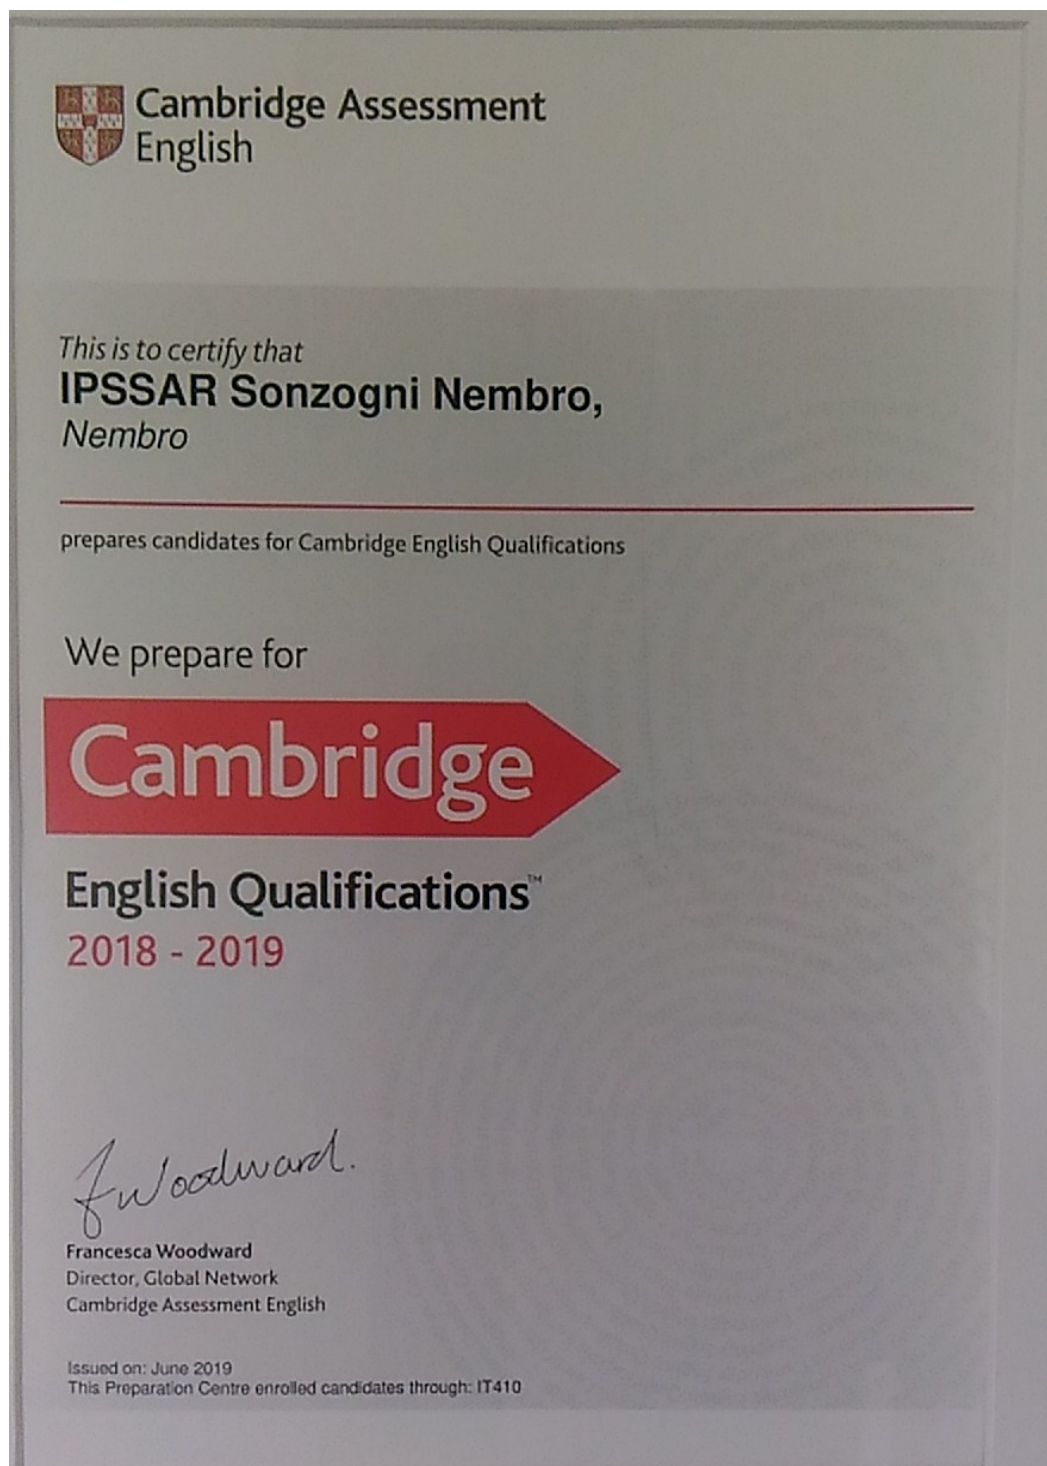 Cambridge Assessment
English
This is to certify that
IPSSAR Sonzogni Nembro,
Nembro
prepares candidates for Cambridge English Qualifications
We prepare for
Cambridge
English Qualifications™
2018 - 2019
F Woodward.
Francesca Woodward
Director, Global Network
Cambridge Assessment English
Issued on: June 2019
This Preparation Centre enrolled candidates through: IT410